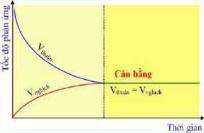 Tốc độ phản ứng
Vthuận
Vnghịch
Cân bằng
Vthuận = Vnghịch
Thời gian